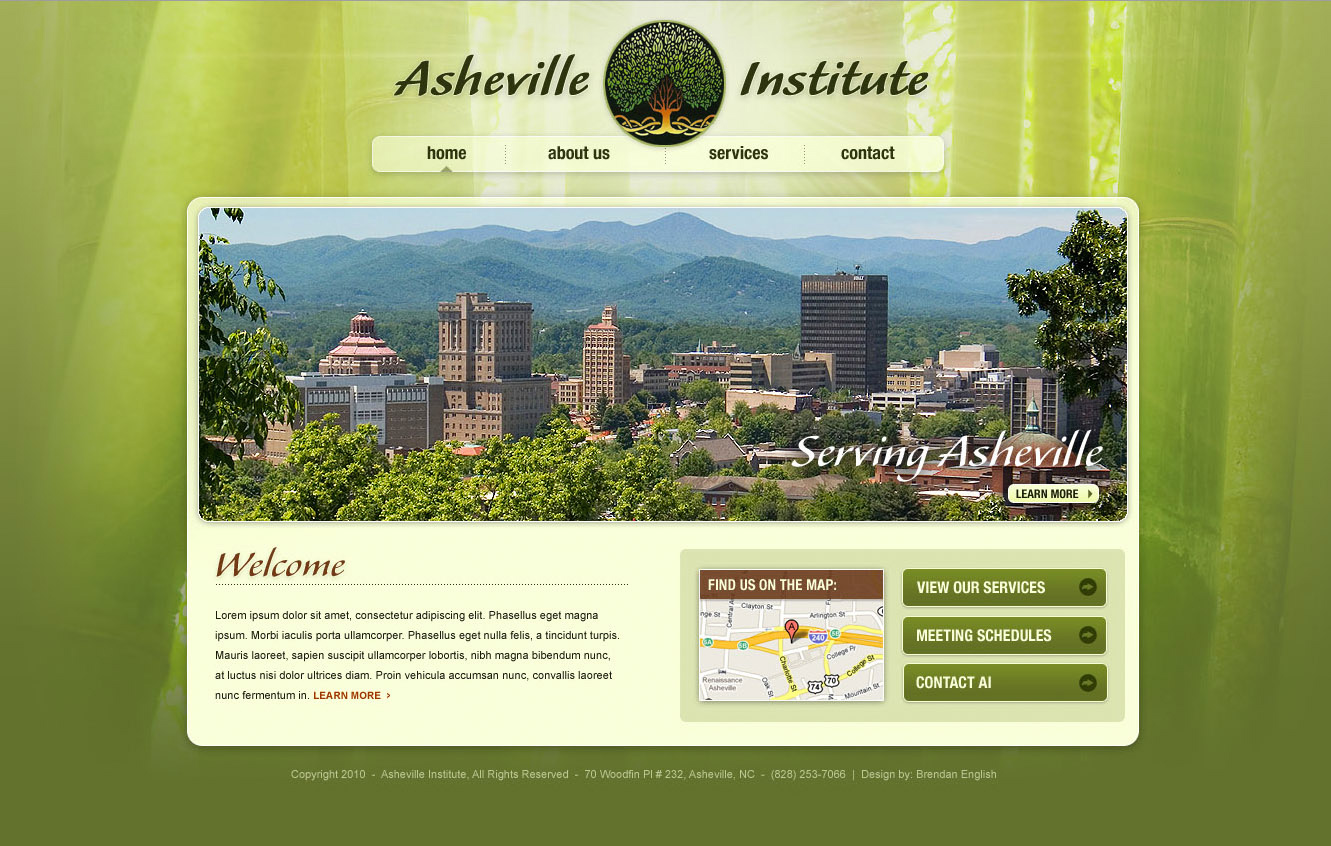 Asheville Institute
home
about us
services
contact
Serving Asheville
LEARN MORE
Welcome
Lorem ipsum dolor sit amet, consectetur adipiscing elit. Phasellus eget magna
ipsum. Morbi iaculis porta ullamcorper. Phasellus eget nulla felis, a tincidunt turpis.
Mauris laoreet, sapien suscipit ullamcorper lobortis, nibh magna bibendum nunc,
at luctus nisi dolor ultrices diam. Proin vehicula accumsan nunc, convallis laoreet
nunc fermentum in. LEARN MORE ›
FIND US ON THE MAP:
Clayton St
Central Av
Arlington St
nge St
A
240
College Pr
College St
Charlotte St
Renaissance
Asheville
Oak St
74
70
Mountain St
VIEW OUR SERVICES
MEETING SCHEDULES
CONTACT AI
Copyright 2010 - Asheville Institute, All Rights Reserved - 70 Woodfin Pl # 232, Asheville, NC - (828) 253-7066 | Design by: Brendan English